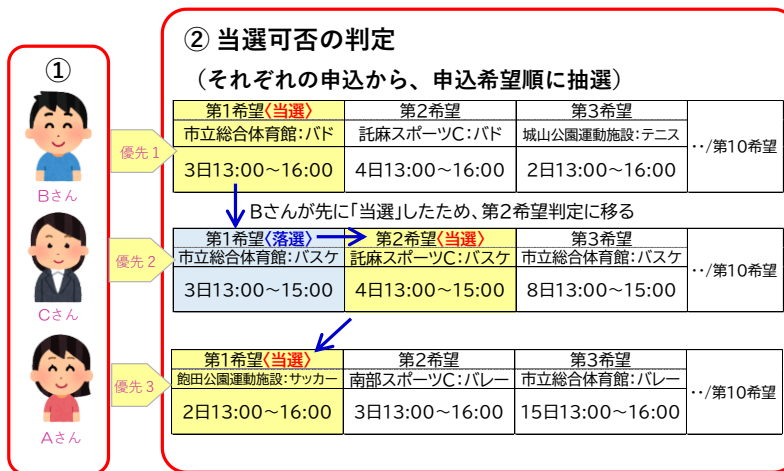 ①
② 当選可否の判定
（それぞれの申込から、申込希望順に抽選）
優先１
Bさん
第1希望〈当選〉 第2希望 第3希望
市立総合体育館：バド 託麻スポーツC：バド 城山公園運動施設：テニス ‥/第10希望
3日13:00～16:00 4日13:00～16:00 2日13:00～16:00
Bさんが先に「当選」したため、第2希望判定に移る
優先２
Cさん
第1希望〈落選〉 第2希望〈当選〉 第3希望
市立総合体育館：バスケ 託麻スポーツC：バスケ 市立総合体育館：バスケ ‥/第10希望
3日13:00～15:00 4日13:00～15:00 8日13:00～15:00
優先３
Aさん
第1希望〈当選〉 第2希望 第3希望
飽田公園運動施設：サッカー 南部スポーツC：バレー 市立総合体育館：バレー ‥/第10希望
2日13:00～16:00 3日13:00～16:00 15日13:00～16:00